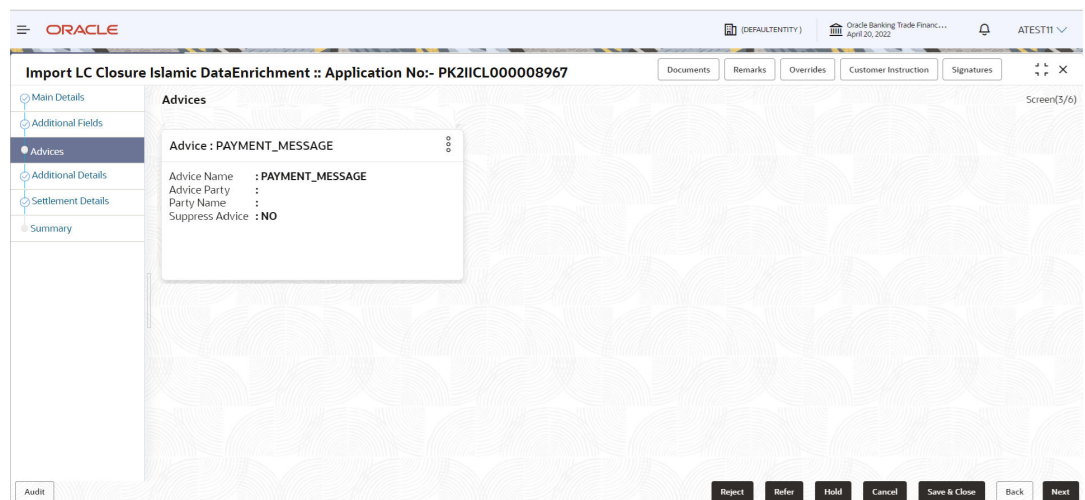 ORACLE
(DEFAULTENTITY)
Oracle Banking Trade Financ...
April 20, 2022
ATEST11
Import LC Closure Islamic DataEnrichment :: Application No:- PK2IICL000008967
Documents
Remarks
Overrides
Customer Instruction
Signatures
Main Details
Additional Fields
Advices
Additional Details
Settlement Details
Summary
Advices
Screen(3/6)
Advice : PAYMENT_MESSAGE
Advice Name : PAYMENT_MESSAGE
Advice Party :
Party Name :
Suppress Advice : NO
Audit
Reject
Refer
Hold
Cancel
Save & Close
Back
Next